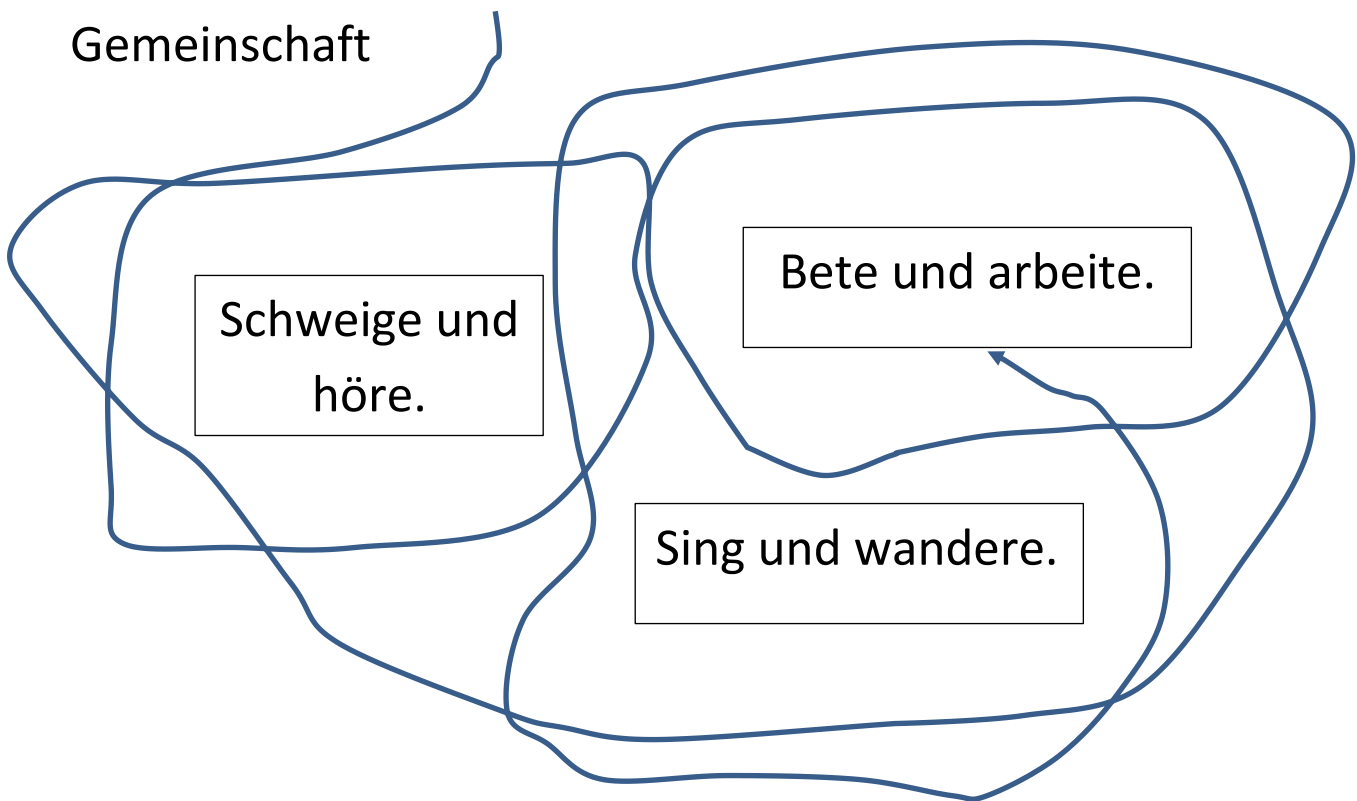 Gemeinschaft
Bete und arbeite.
Schweige und
höre.
Sing und wandere.